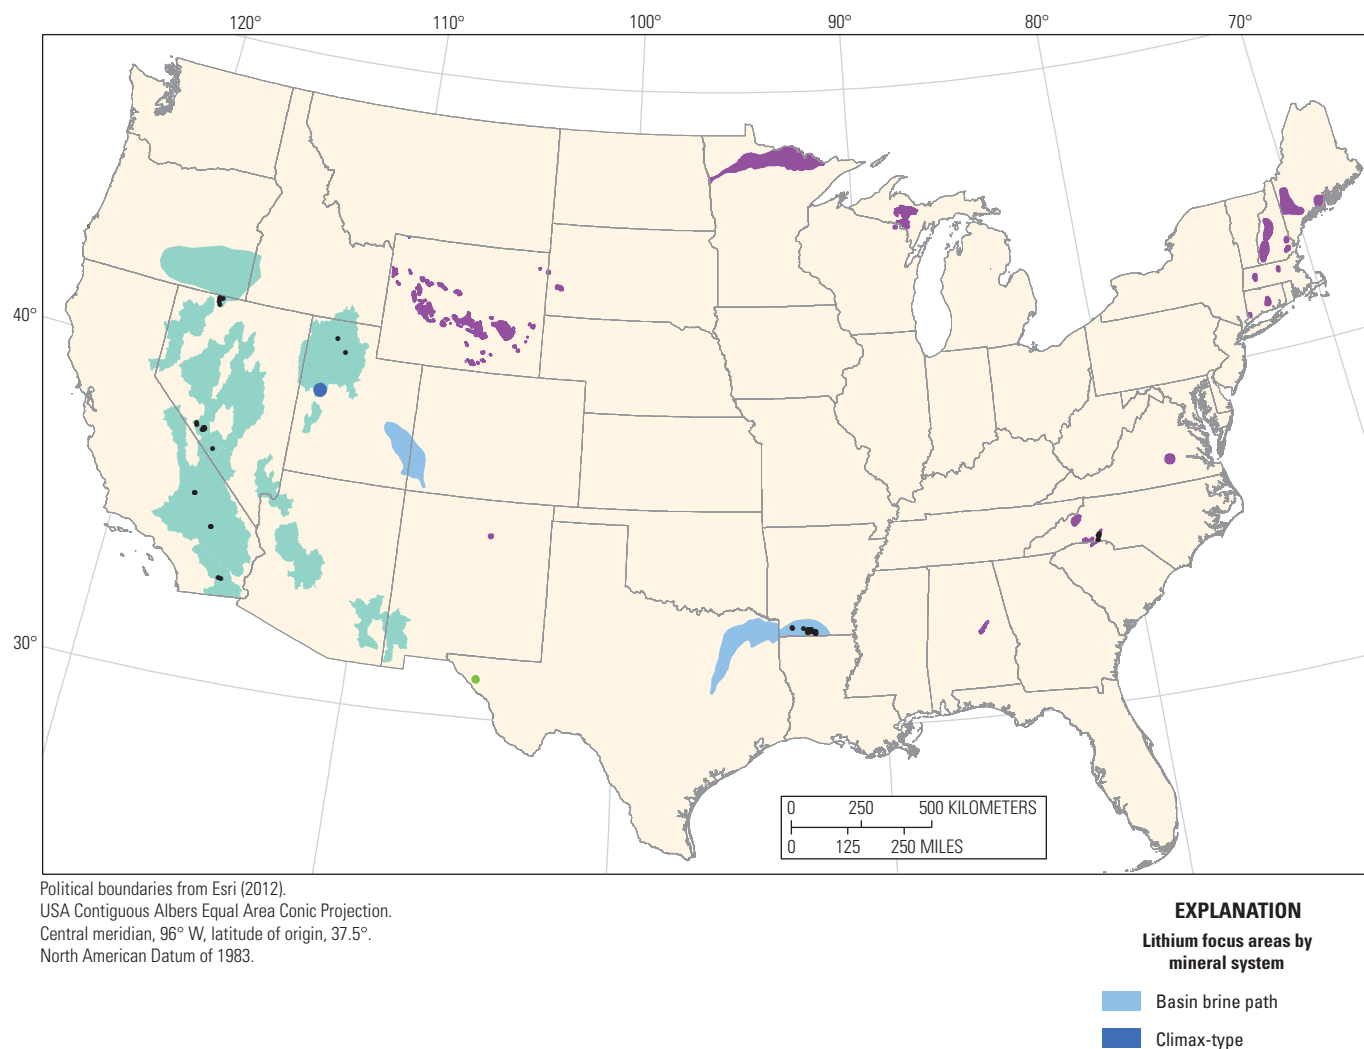 120°
110°
100°
90°
80°
70°
40°
30°
0 250 500 KILOMETERS
0 125 250 MILES
Political boundaries from Esri (2012).
USA Contiguous Albers Equal Area Conic Projection.
Central meridian, 96° W, latitude of origin, 37.5°.
North American Datum of 1983.
EXPLANATION
Lithium focus areas by
mineral system
Basin brine path
Climax-type